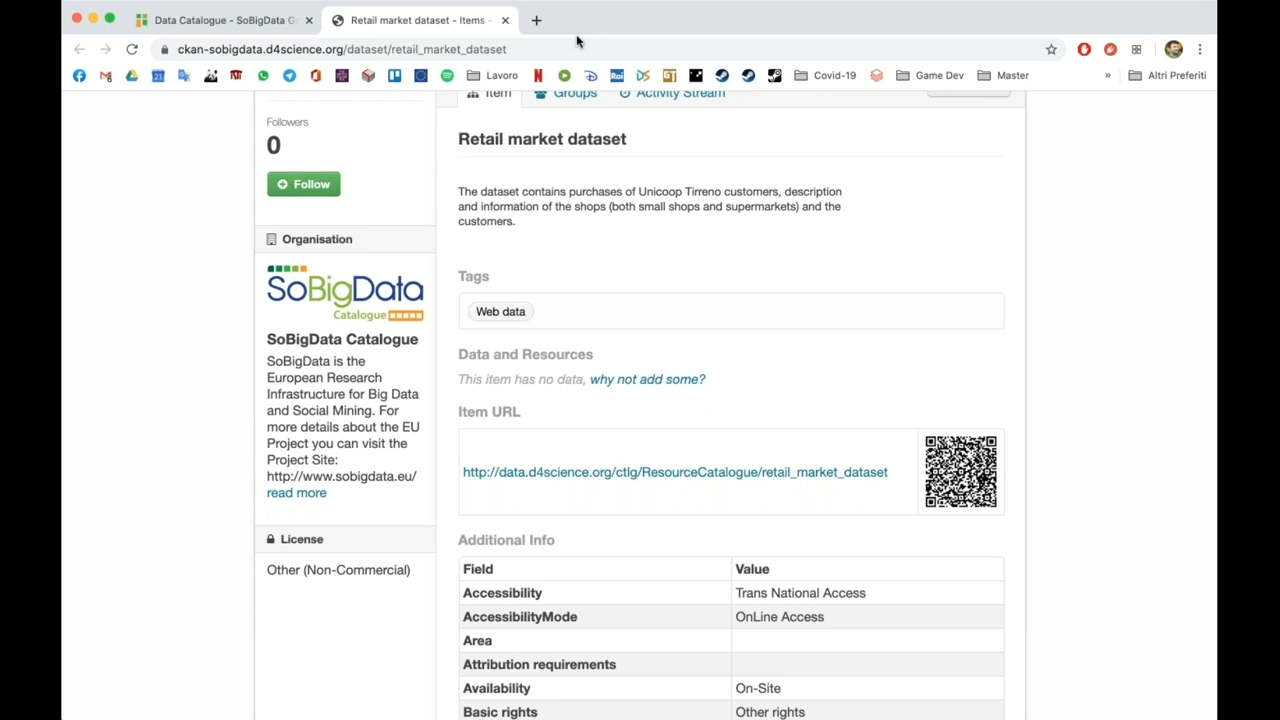 Data Catalogue - SoBigData G
Retail market dataset - Items -
ckan-sobigdata.d4science.org/dataset/retail_market_dataset
Lavoro
Covid-19
Game Dev
Master
»
Altri Preferiti
Item
Groups
Activity Stream
Followers
0
Follow
Organisation
SoBigData
Catalogue
SoBigData Catalogue
SoBigData is the
European Research
Infrastructure for Big Data
and Social Mining. For
more details about the EU
Project you can visit the
Project Site:
http://www.sobigdata.eu/
read more
License
Other (Non-Commercial)
Retail market dataset
The dataset contains purchases of Unicoop Tirreno customers, description
and information of the shops (both small shops and supermarkets) and the
customers.
Tags
Web data
Data and Resources
This item has no data, why not add some?
Item URL
http://data.d4science.org/ctlg/ResourceCatalogue/retail_market_dataset
Additional Info
Field Value
Accessibility Trans National Access
AccessibilityMode OnLine Access
Area
Attribution requirements
Availability On-Site
Basic rights Other rights